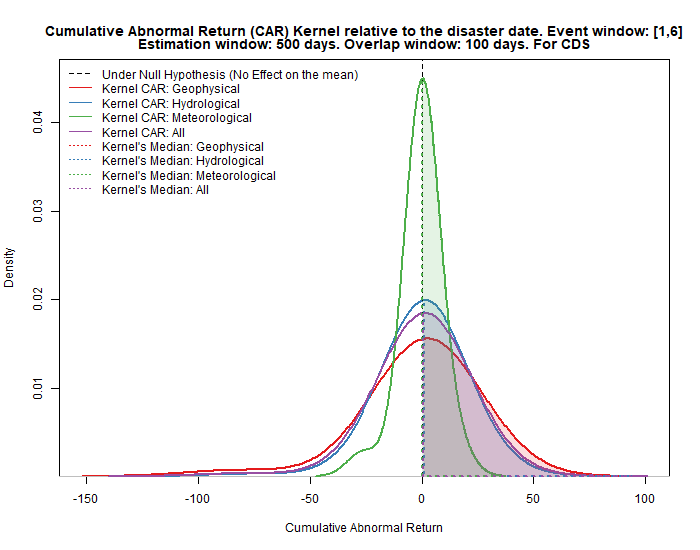 Cumulative Abnormal Return (CAR) Kernel relative to the disaster date. Event window: [1,6]
Estimation window: 500 days. Overlap window: 100 days. For CDS
Under Null Hypothesis (No Effect on the mean)
Kernel CAR: Geophysical
Kernel CAR: Hydrological
Kernel CAR: Meteorological
Kernel CAR: All
Kernel's Median: Geophysical
Kernel's Median: Hydrological
Kernel's Median: Meteorological
Kernel's Median: All
0.04
0.03
0.02
0.01
Density
-150 -100 -50 0 50 100
Cumulative Abnormal Return